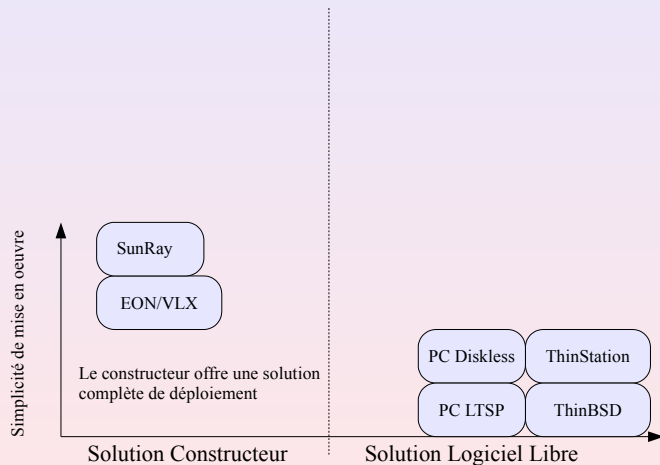 Simplicité de mise en oeuvre
SunRay
EON/VLX
Le constructeur offre une solution
complète de déploiement
PC Diskless
ThinStation
PC LTSP
ThinBSD
Solution Constructeur
Solution Logiciel Libre